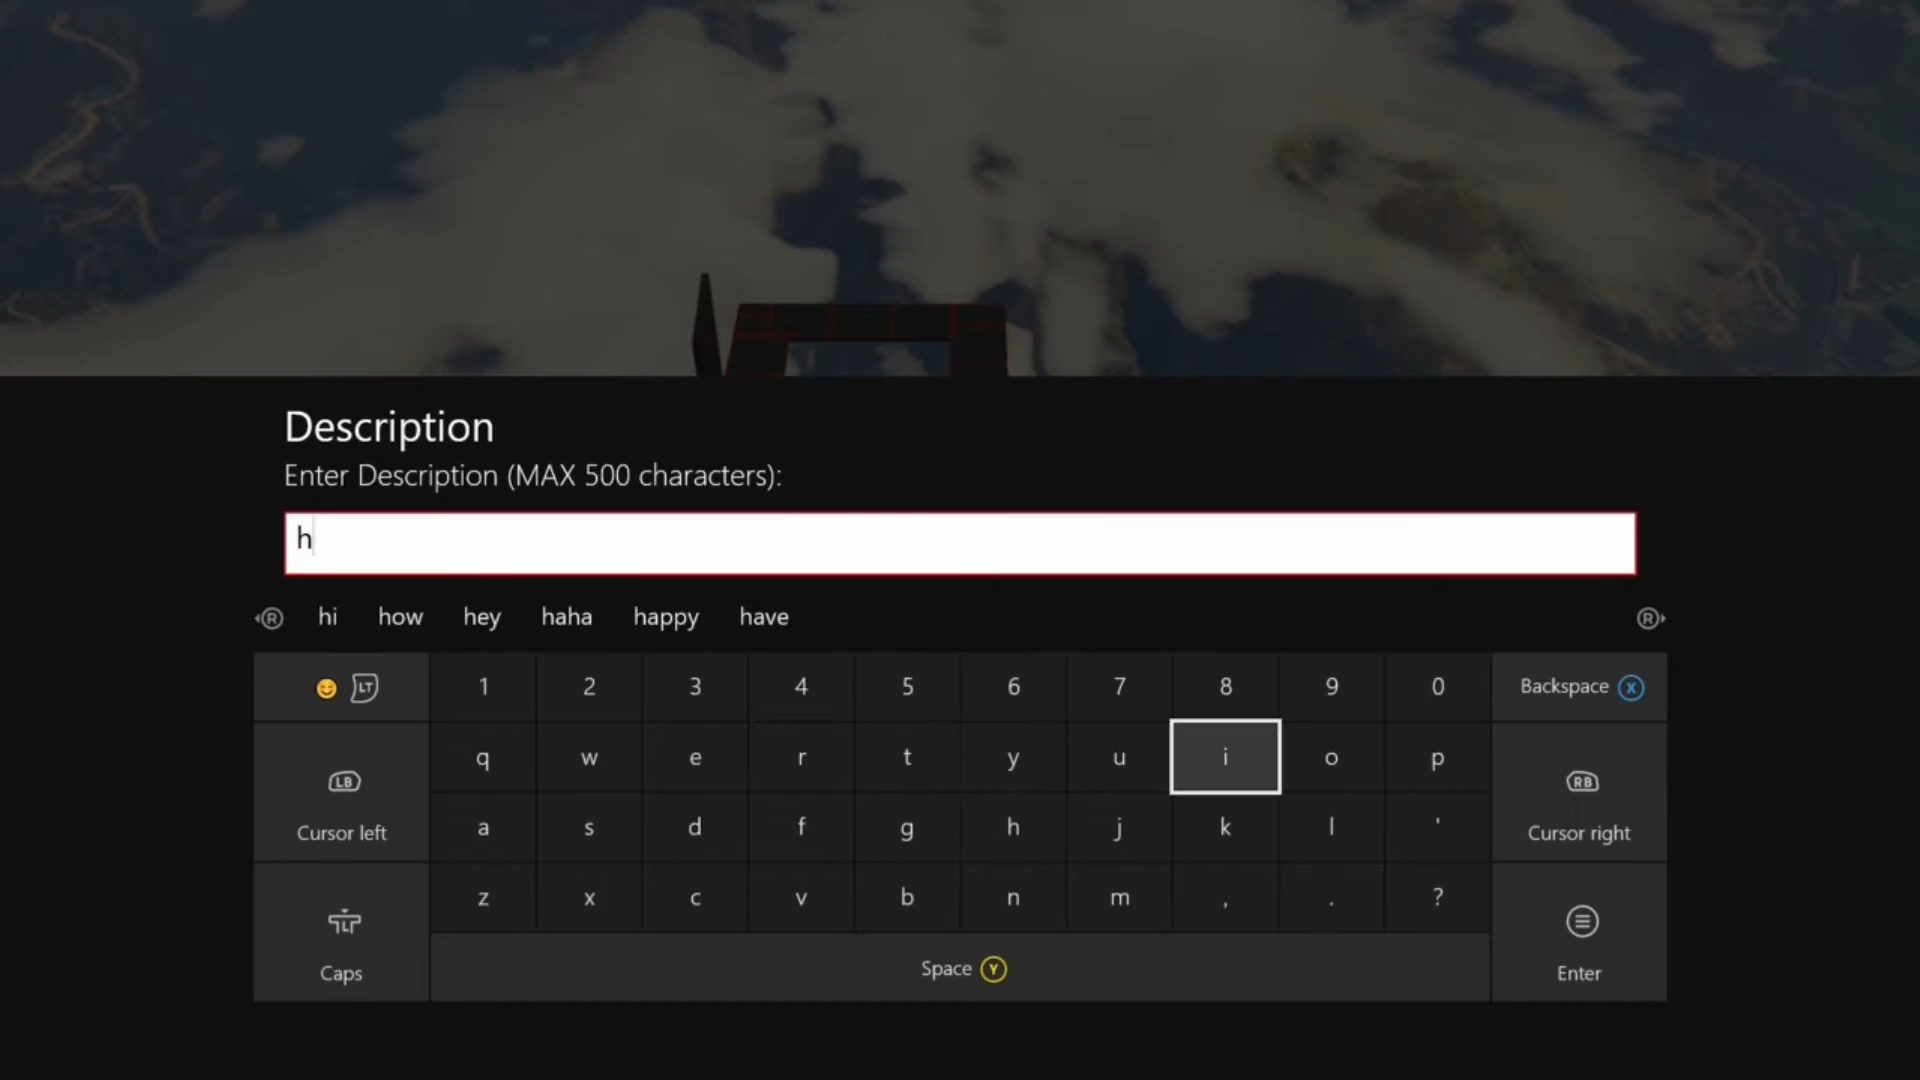 Description
Enter Description (MAX 500 characters):
h
R hi how hey haha happy have R
LT 1 2 3 4 5 6 7 8 9 0 Backspace X
q w e r t y u i o p
LB RB
Cursor left a s d f g h j k l ' Cursor right
z x c v b n m , . ?
Caps Space Y Enter